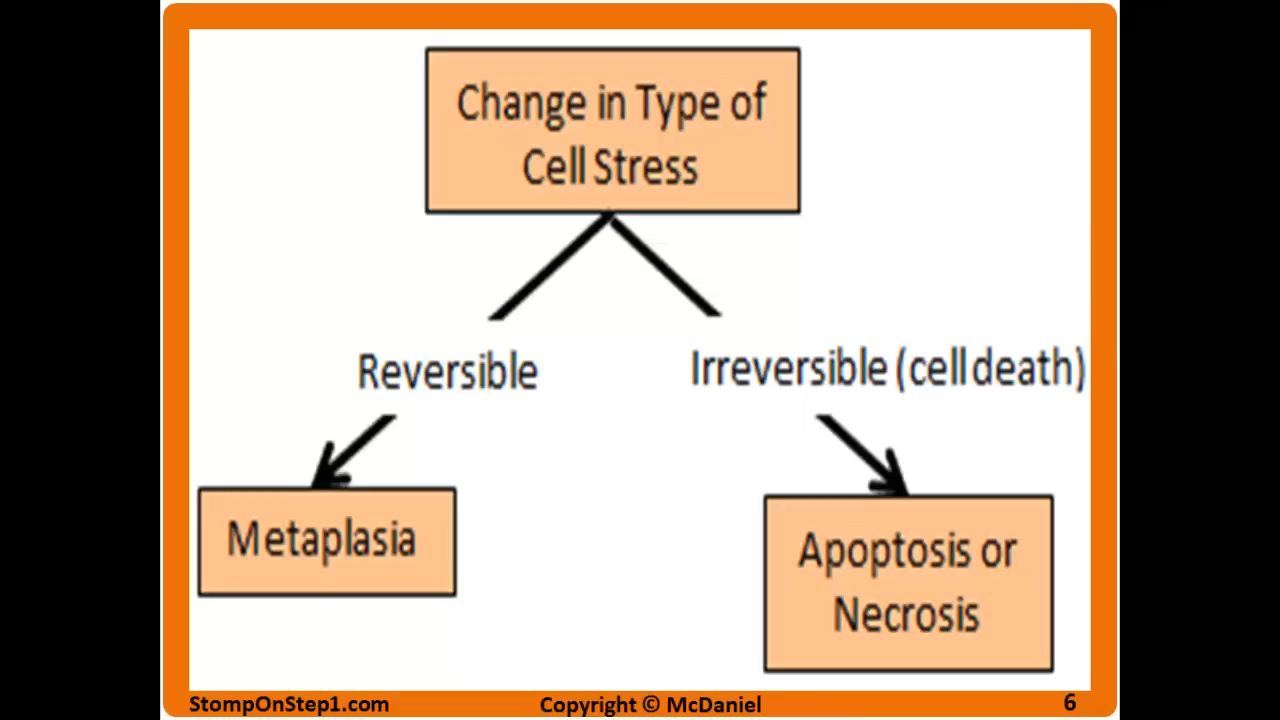 Change in Type of
Cell Stress
Reversible
Irreversible (cell death)
Metaplasia
Apoptosis or
Necrosis
StompOnStep1.com
Copyright © McDaniel
6